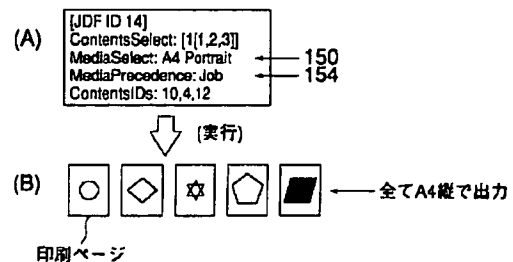 (A)
[JDF ID 14]
ContentsSelect: [1[1,2,3]]
MediaSelect: A4 Portrait
150
MediaPrecedence: Job
154
ContentsIDs: 10,4,12
(実行)
(B)
全てA4縦で出力
印刷ページ